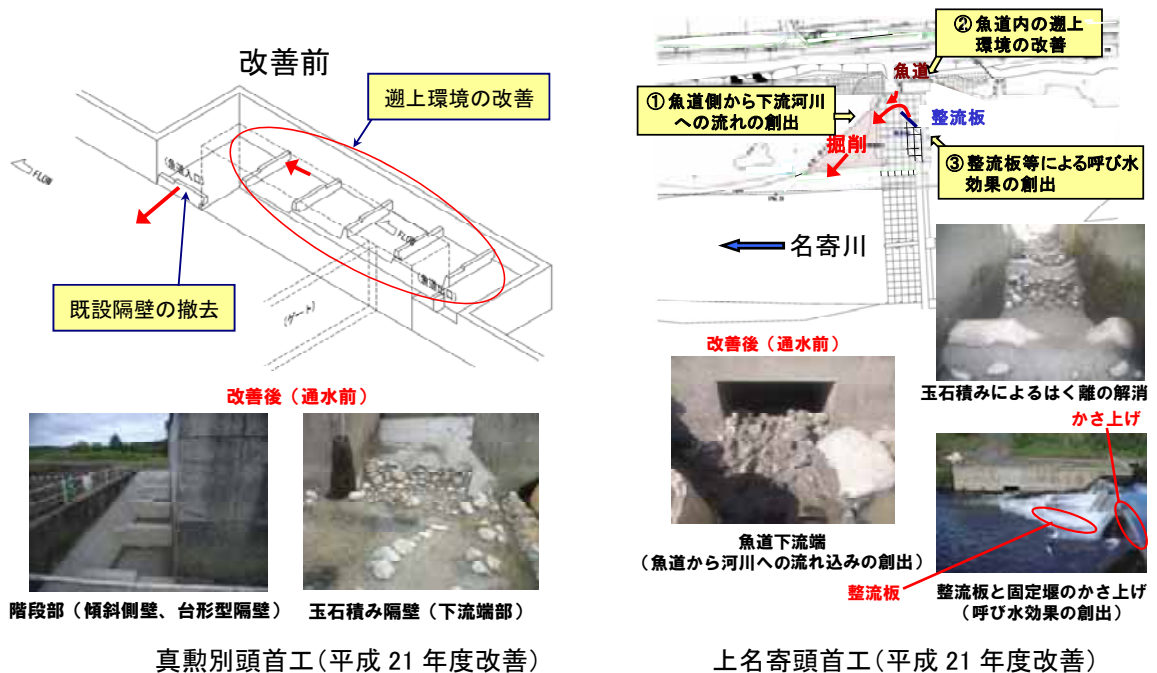 改善前
遡上環境の改善
魚道入口
FLOW
FLOW
(ゲート)
既設隔壁の撤去
改善後(通水前)
階段部(傾斜側壁、台形型隔壁)
玉石積み隔壁(下流端部)
真勲別頭首工(平成 21 年度改善)
②魚道内の遡上
環境の改善
魚道
①魚道側から下流河川
への流れの創出
整流板
掘削
③整流板等による呼び水
効果の創出
名寄川
改善後(通水前)
魚道下流端
(魚道から河川への流れ込みの創出)
玉石積みによるはく離の解消
かさ上げ
整流板
整流板と固定堰のかさ上げ
(呼び水効果の創出)
上名寄頭首工(平成 21 年度改善)